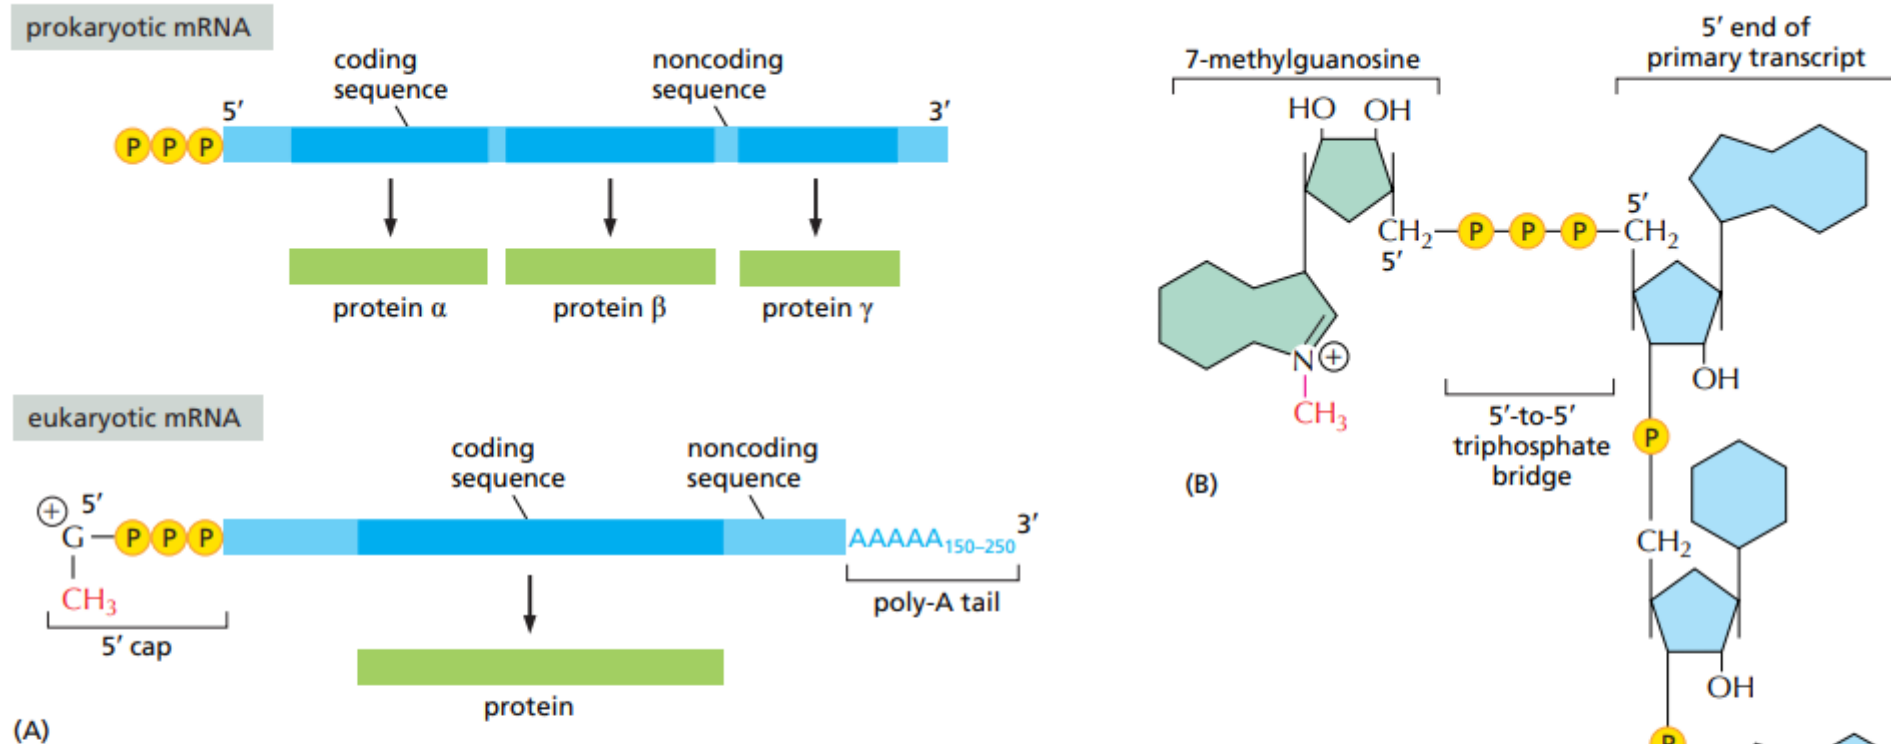 prokaryotic mRNA
coding
sequence
noncoding
sequence
5′
3′
P P P
protein α
protein β
protein γ
eukaryotic mRNA
coding
sequence
noncoding
sequence
+
5′
G
P P P
AAAAA150–250
3′
CH3
5′ cap
poly-A tail
protein
(A)
7-methylguanosine
5′ end of
primary transcript
HO OH
5′
CH2 P P P CH2
5′
N +
CH3
OH
5′-to-5′
triphosphate
bridge
P
(B)
CH2
OH
P